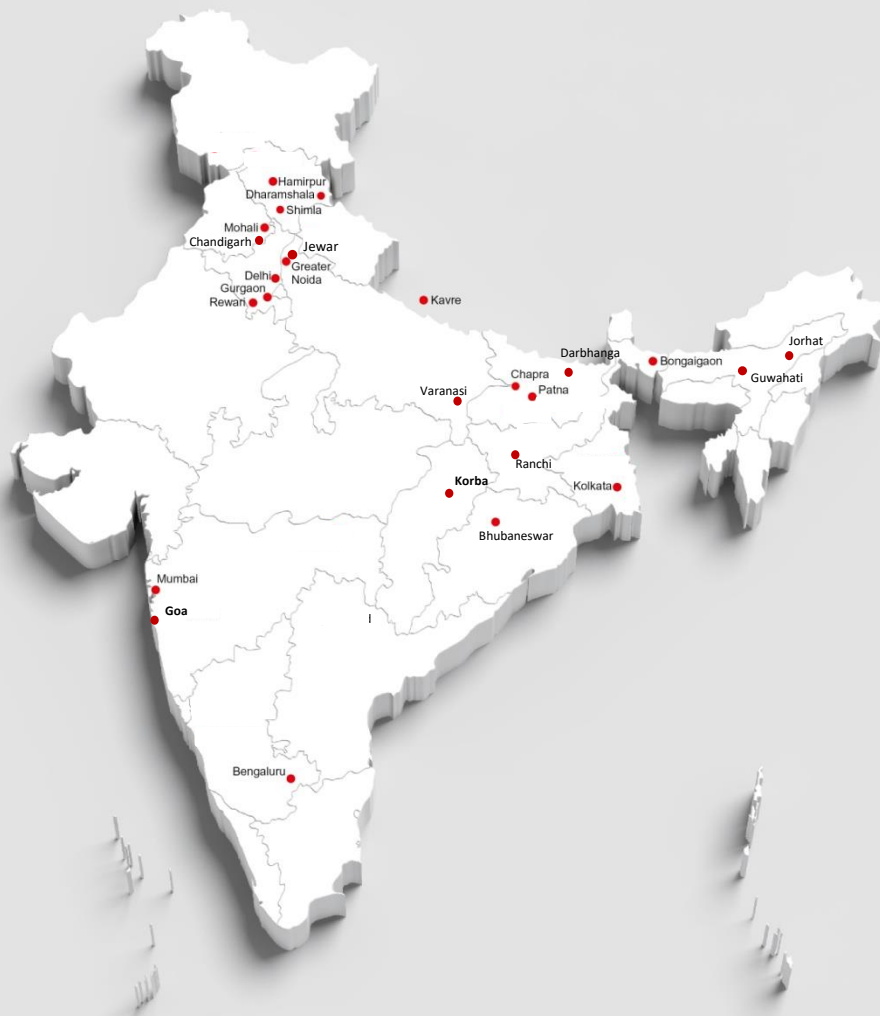 Hamirpur
Dharamshala
Shimla
Mohali
Chandigarh
Jewar
Greater
Noida
Delhi
Gurgaon
Rewari
Kavre
Darbhanga
Jorhat
Bongaigaon
Guwahati
Chapra
Patna
Varanasi
Ranchi
Korba
Kolkata
Bhubaneswar
Mumbai
Goa
l
Bengaluru